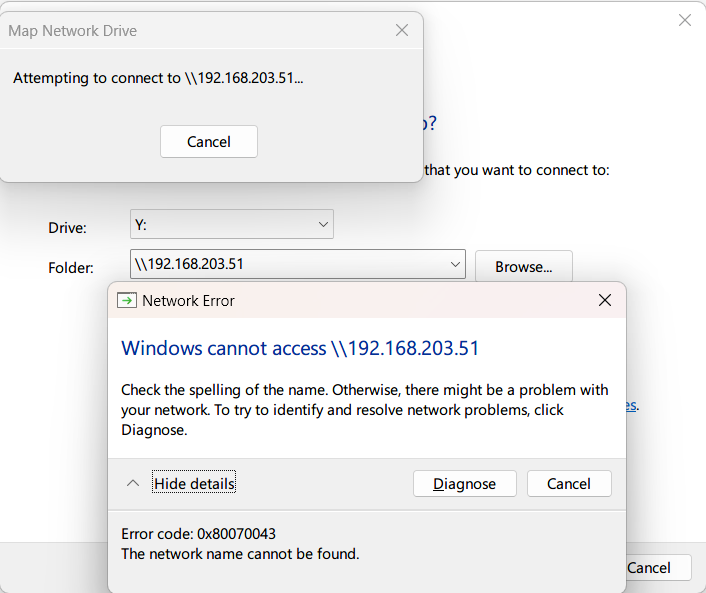 Map Network Drive
Attempting to connect to \\192.168.203.51...
Cancel
?
that you want to connect to:
Drive:
Y:
Folder:
\\192.168.203.51
Browse...
Network Error
Windows cannot access \\192.168.203.51
Check the spelling of the name. Otherwise, there might be a problem with
your network. To try to identify and resolve network problems, click
Diagnose.
Hide details
Diagnose
Cancel
Error code: 0x80070043
The network name cannot be found.
Cancel